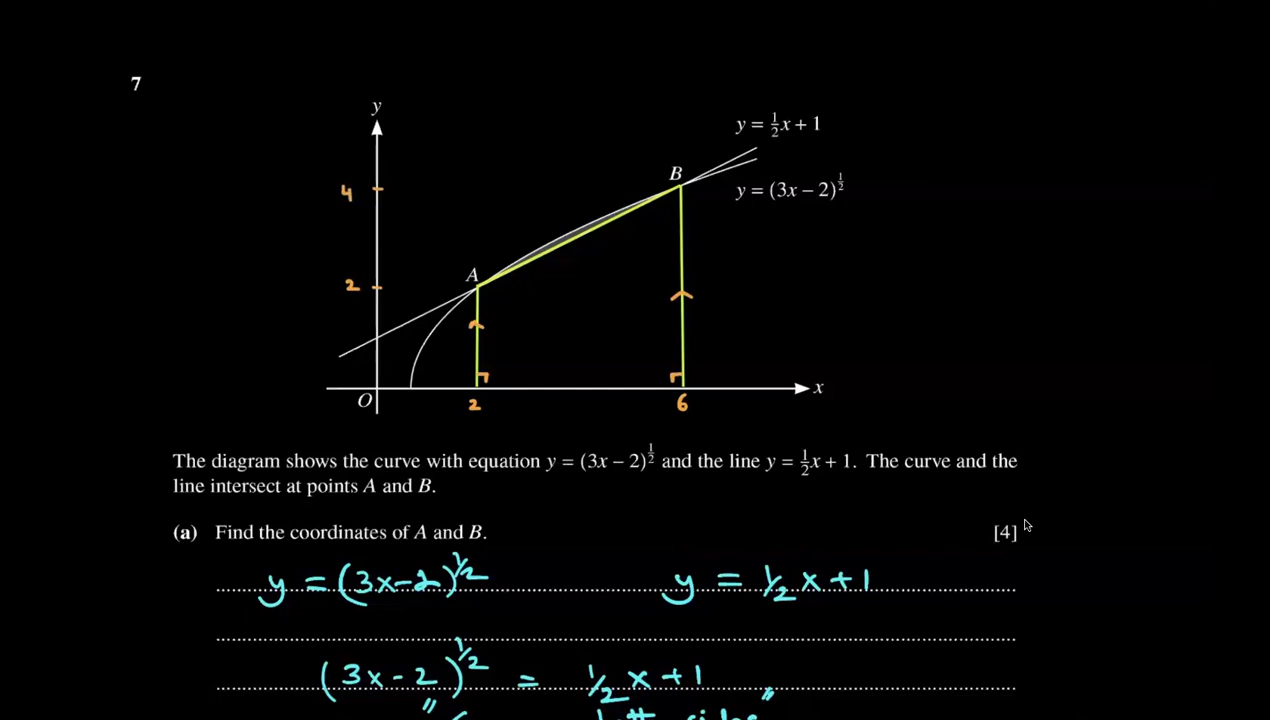 7
y
y = 1/2x + 1
B
4
y = (3x − 2)^1/2
A
2
O
2
6
x
The diagram shows the curve with equation y = (3x − 2)^1/2 and the line y = 1/2x + 1. The curve and the
line intersect at points A and B.
(a) Find the coordinates of A and B. [4]
y = (3x-2)^1/2 y = 1/2 x + 1
(3x - 2)^1/2 = 1/2 x + 1